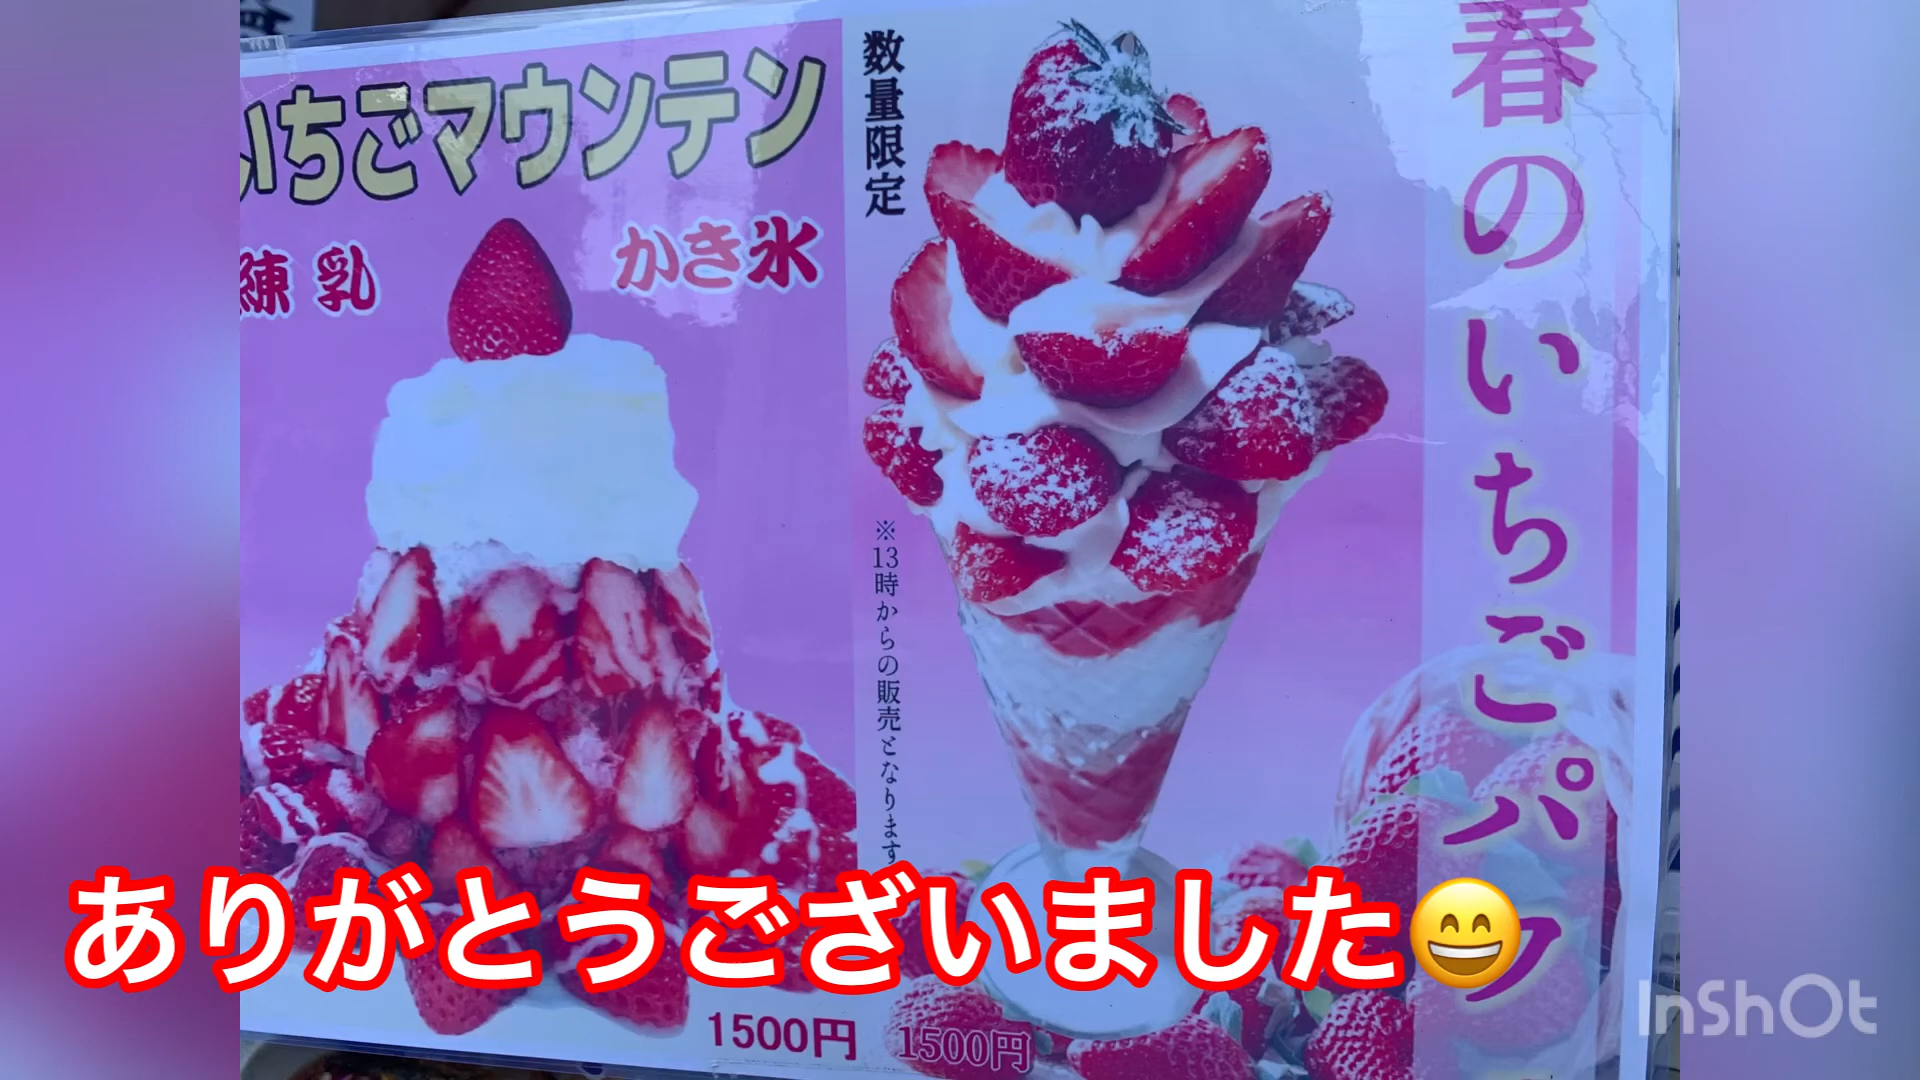 いちごマウンテン
練乳
かき氷
数量限定
※13時からの販売となります
春のいちごパフ
ありがとうございました😄
1500円
1500円
InShOt